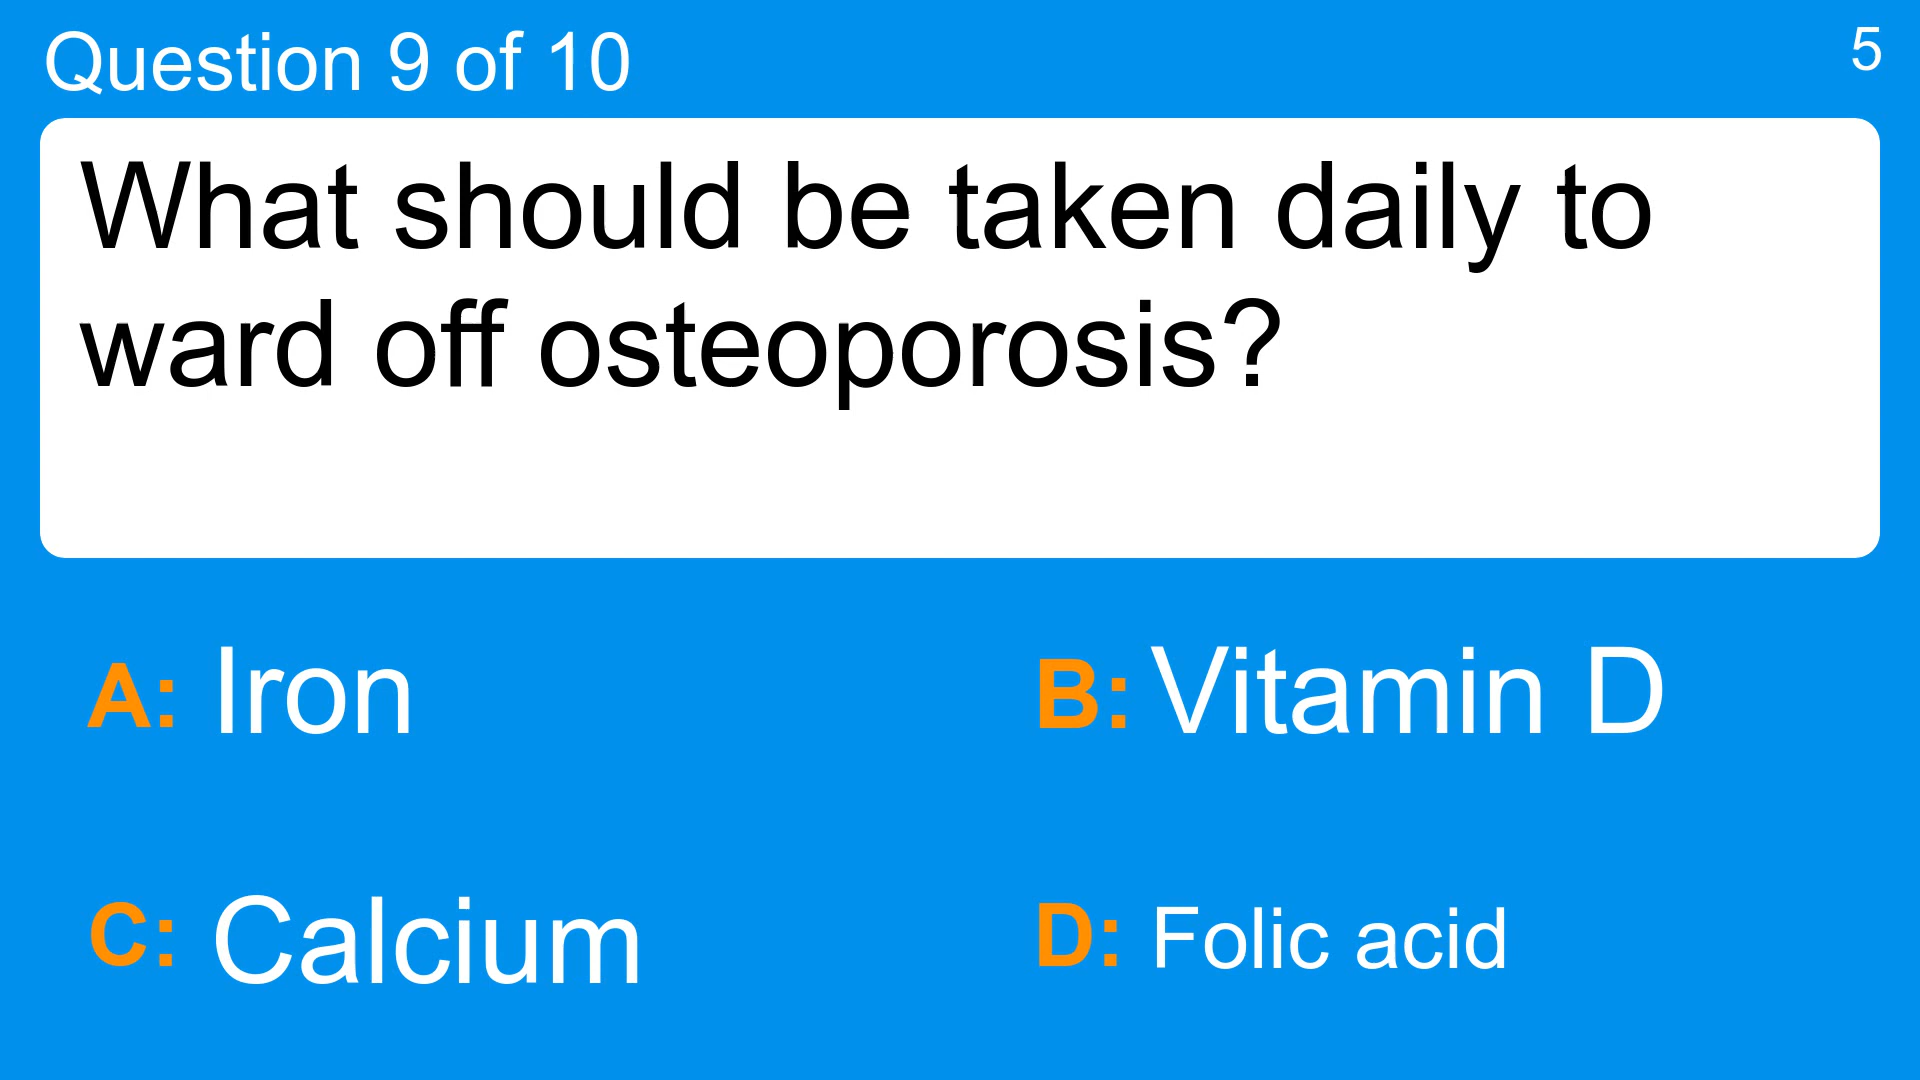 Question 9 of 10
5
What should be taken daily to
ward off osteoporosis?
A: Iron
B: Vitamin D
C: Calcium
D: Folic acid